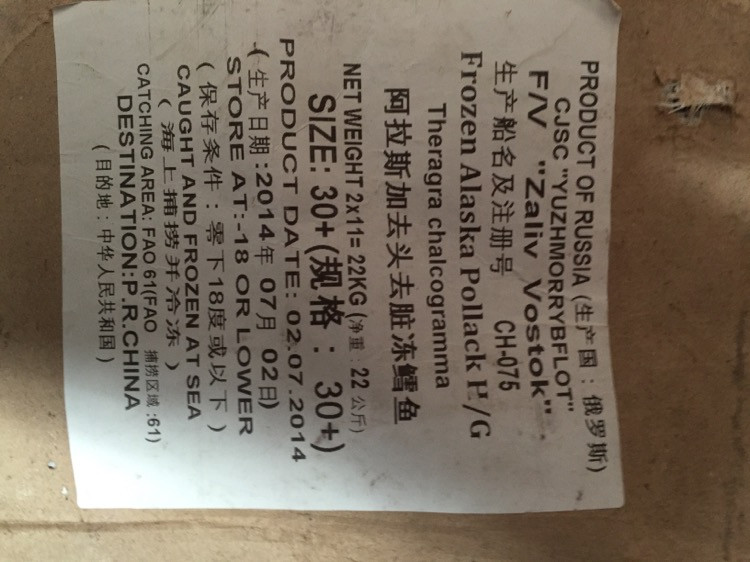 PRODUCT OF RUSSIA (生产国：俄罗斯)
CJSC "YUZHMORRYBFLOT"
F/V "Zaliv Vostok".
生产船名及注册号 CH-075
Frozen Alaska Pollack H/G
Theragra chalcogramma
阿拉斯加去头去脏冻鳕鱼
NET WEIGHT 2x11= 22KG (净重 22 公斤)
SIZE: 30+(规格：30+)
PRODUCT DATE: 02.07.2014
(生产日期:2014年 07月 02日)
STORE AT:-18 OR LOWER
(保存条件：零下18度或以下)
CAUGHT AND FROZEN AT SEA
(海上捕捞并冷冻)
CATCHING AREA: FAO 61(FAO 捕捞区域:61)
DESTINATION:P.R.CHINA
(目的地：中华人民共和国)